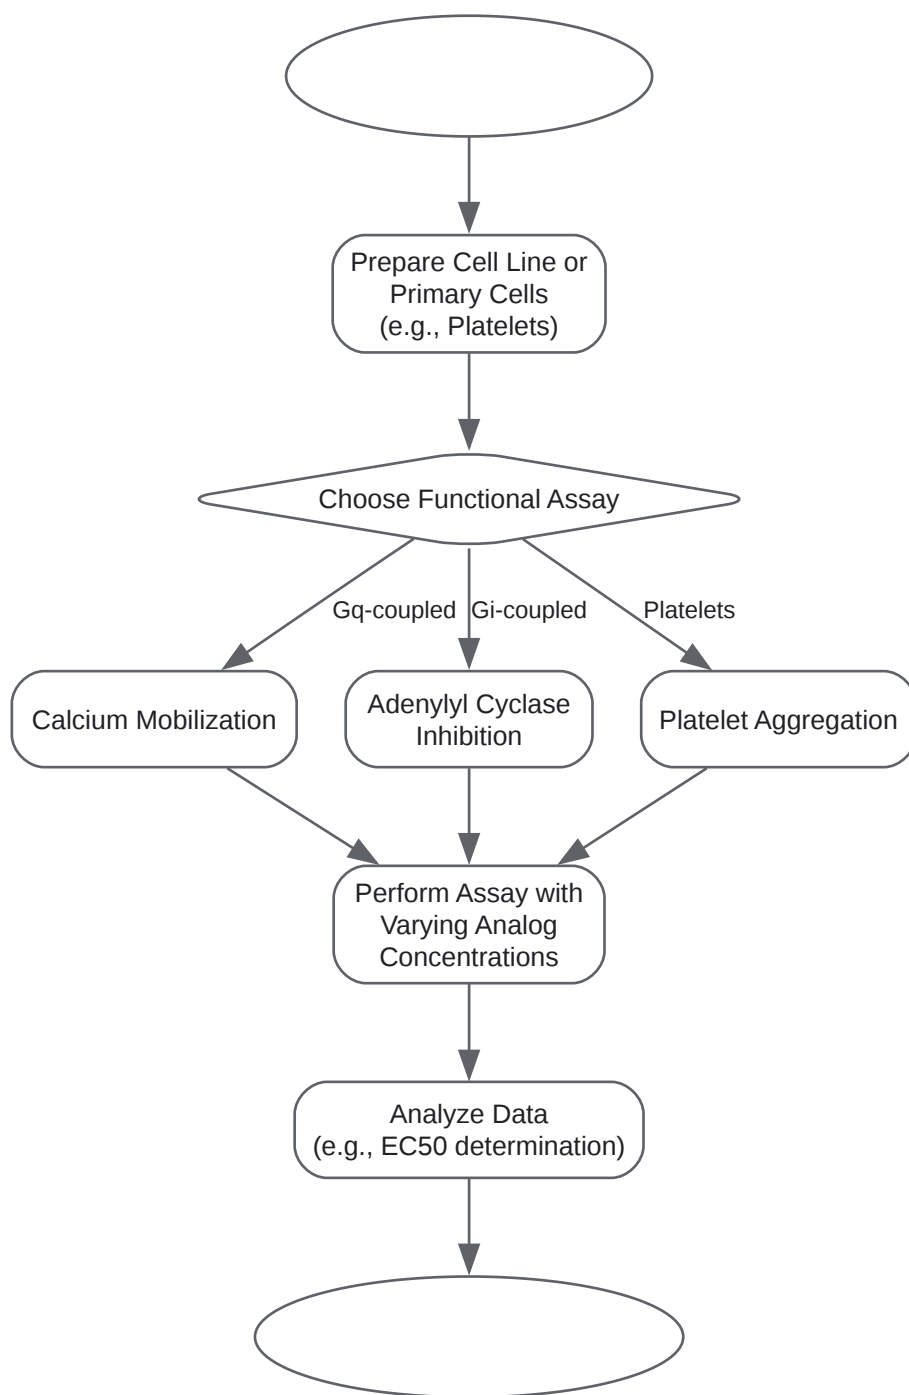 Prepare Cell Line or
Primary Cells
(e.g., Platelets)
Choose Functional Assay
Gq-coupled
Gi-coupled
Platelets
Calcium Mobilization
Adenylyl Cyclase
Inhibition
Platelet Aggregation
Perform Assay with
Varying Analog
Concentrations
Analyze Data
(e.g., EC50 determination)